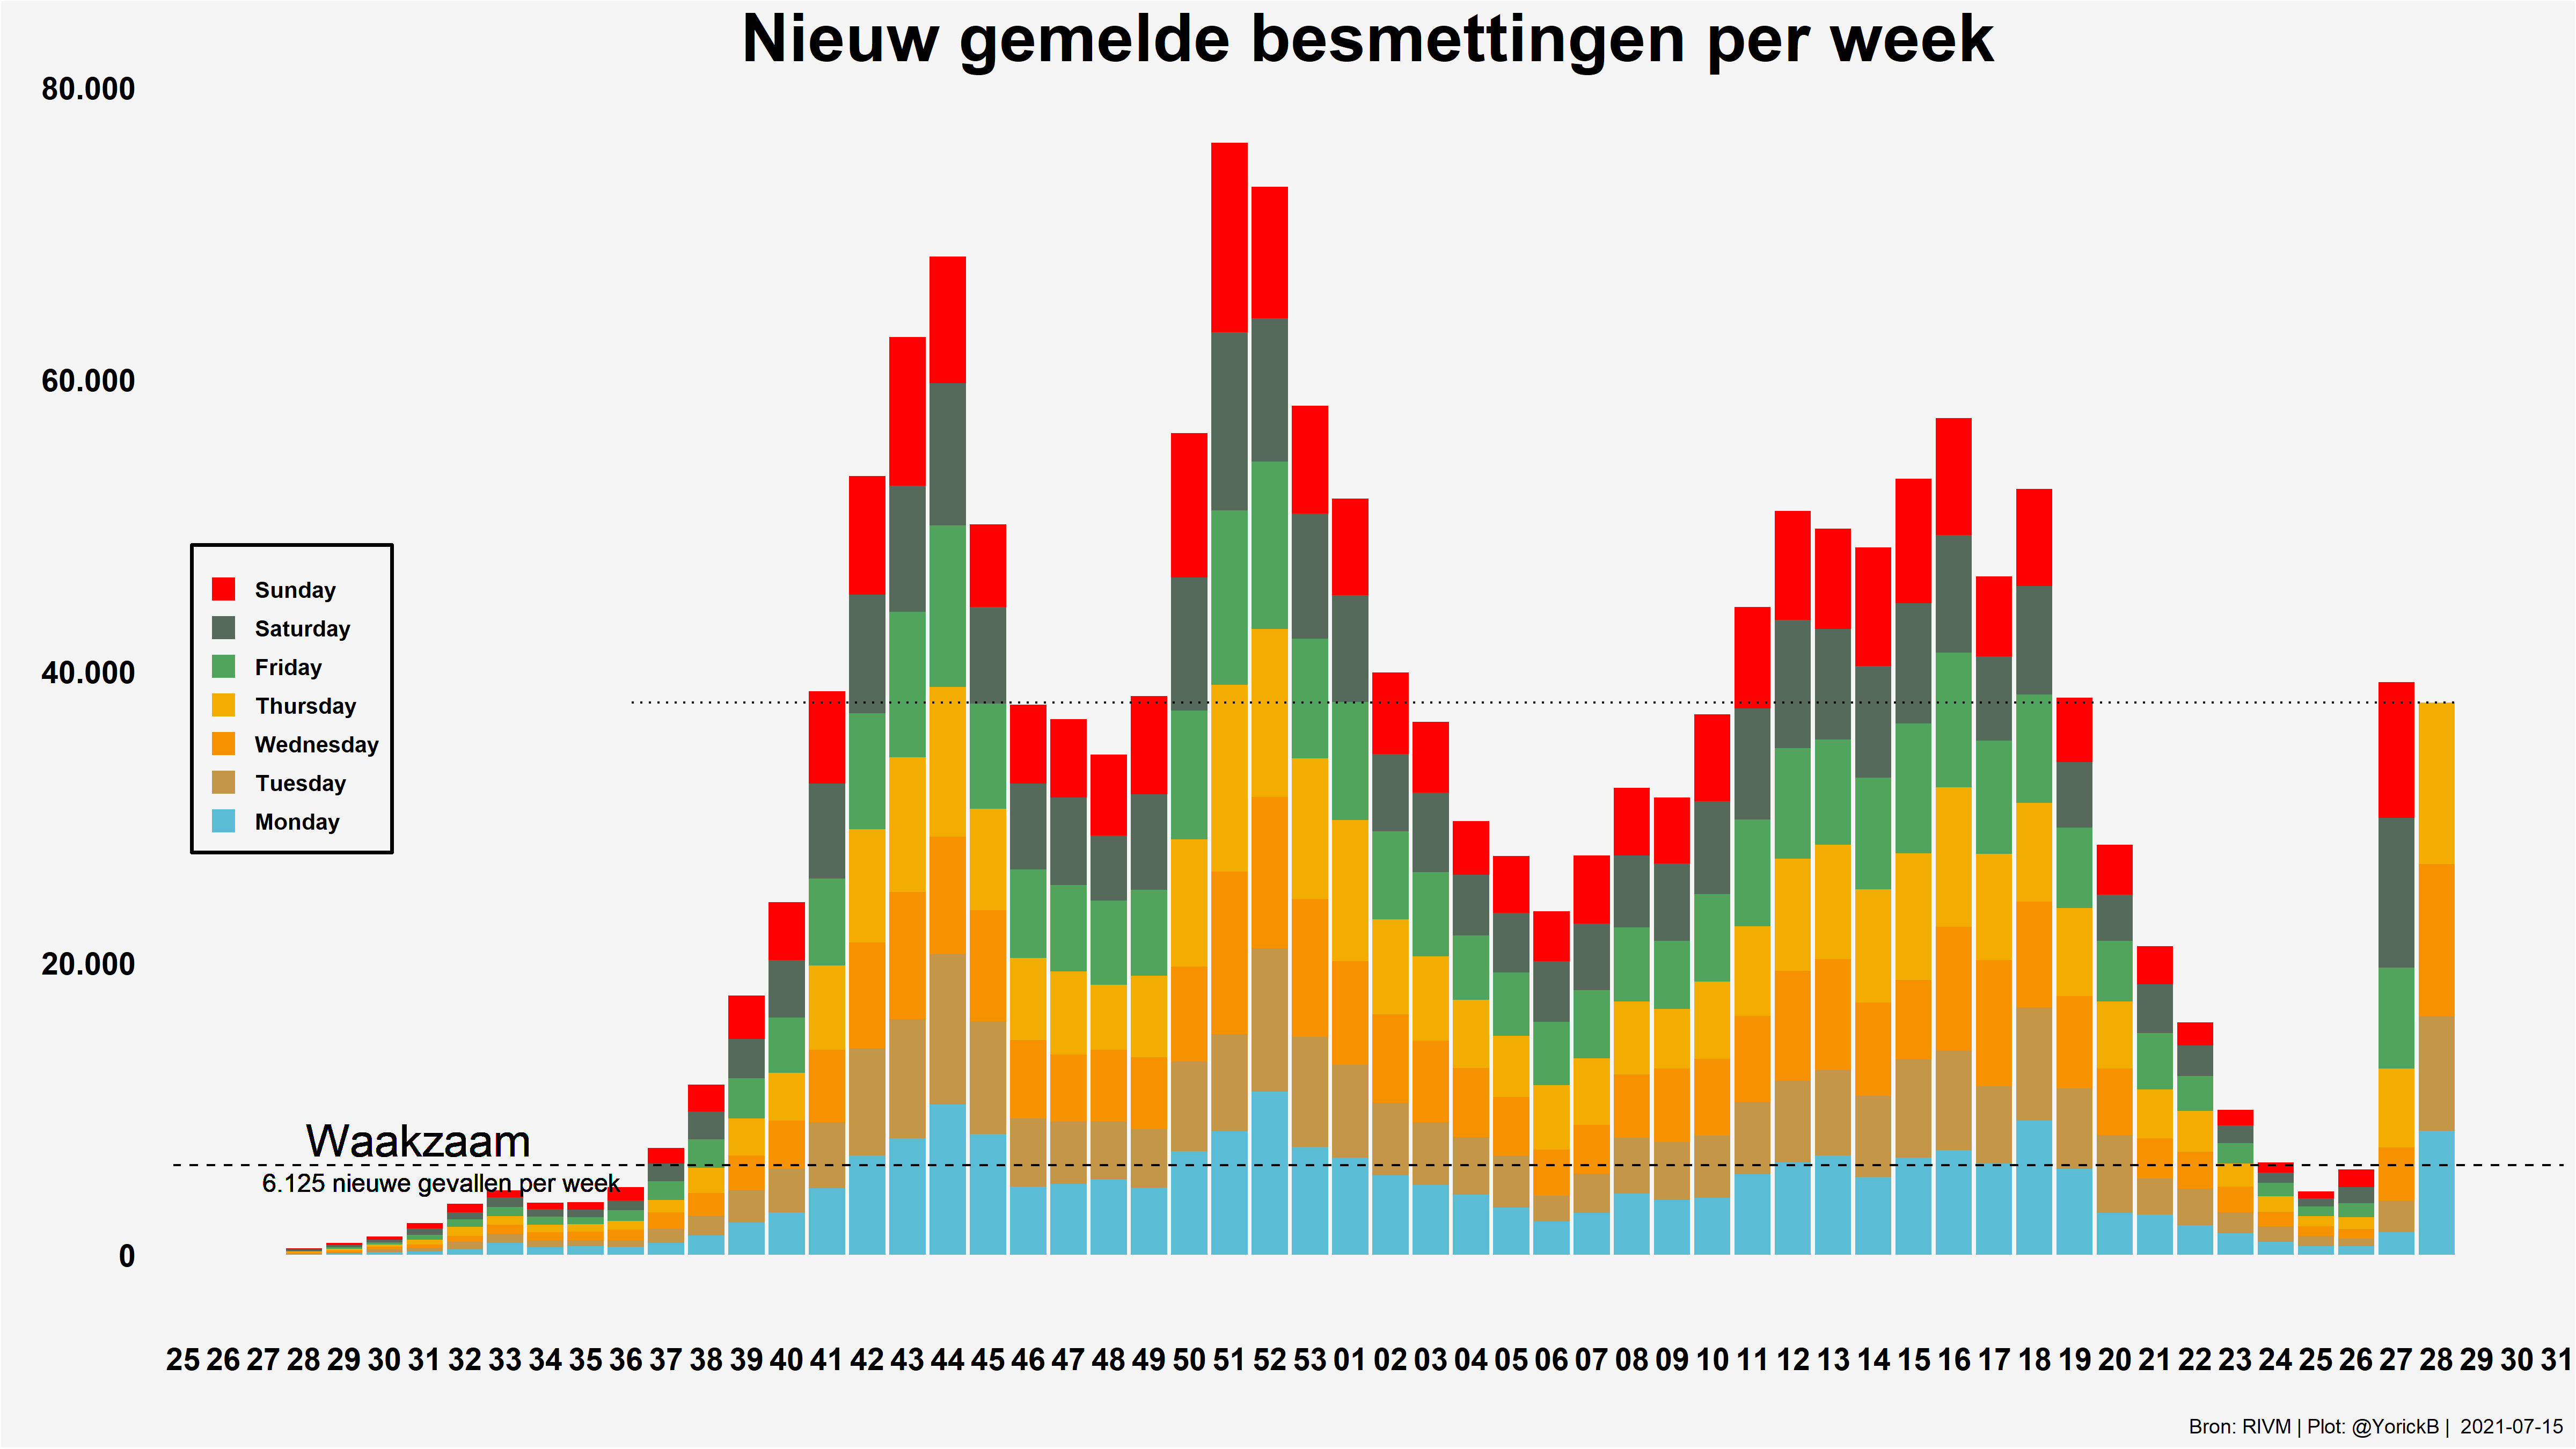 Nieuw gemelde besmettingen per week
80.000
60.000
40.000
20.000
0
Sunday
Saturday
Friday
Thursday
Wednesday
Tuesday
Monday
Waakzaam
6.125 nieuwe gevallen per week
25 26 27 28 29 30 31 32 33 34 35 36 37 38 39 40 41 42 43 44 45 46 47 48 49 50 51 52 53 01 02 03 04 05 06 07 08 09 10 11 12 13 14 15 16 17 18 19 20 21 22 23 24 25 26 27 28 29 30 31
Bron: RIVM | Plot: @YorickB | 2021-07-15